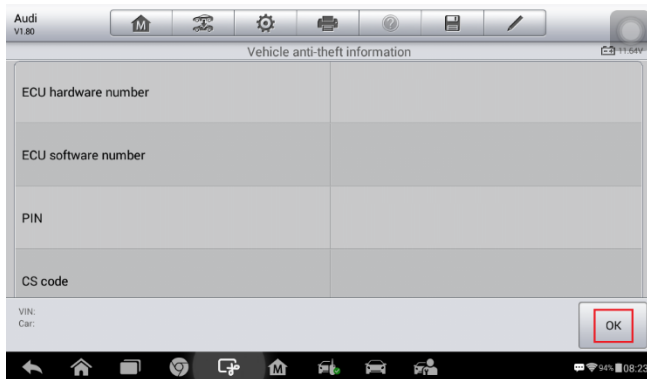 Audi
V1.80
Vehicle anti-theft information
11.64V
ECU hardware number
ECU software number
PIN
CS code
VIN:
Car:
OK
94% 08:23